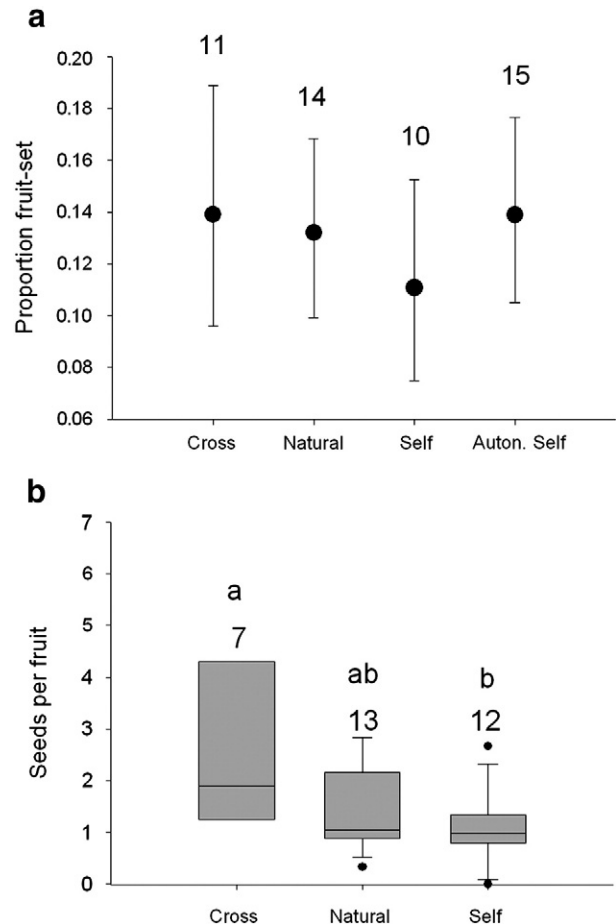 a
11
14
10
15
0.20
0.18
0.16
0.14
0.12
0.10
0.08
0.06
Proportion fruit-set
Cross Natural Self Auton. Self
b
7
6
5
4
3
2
1
0
Seeds per fruit
a
7
ab
13
b
12
Cross Natural Self